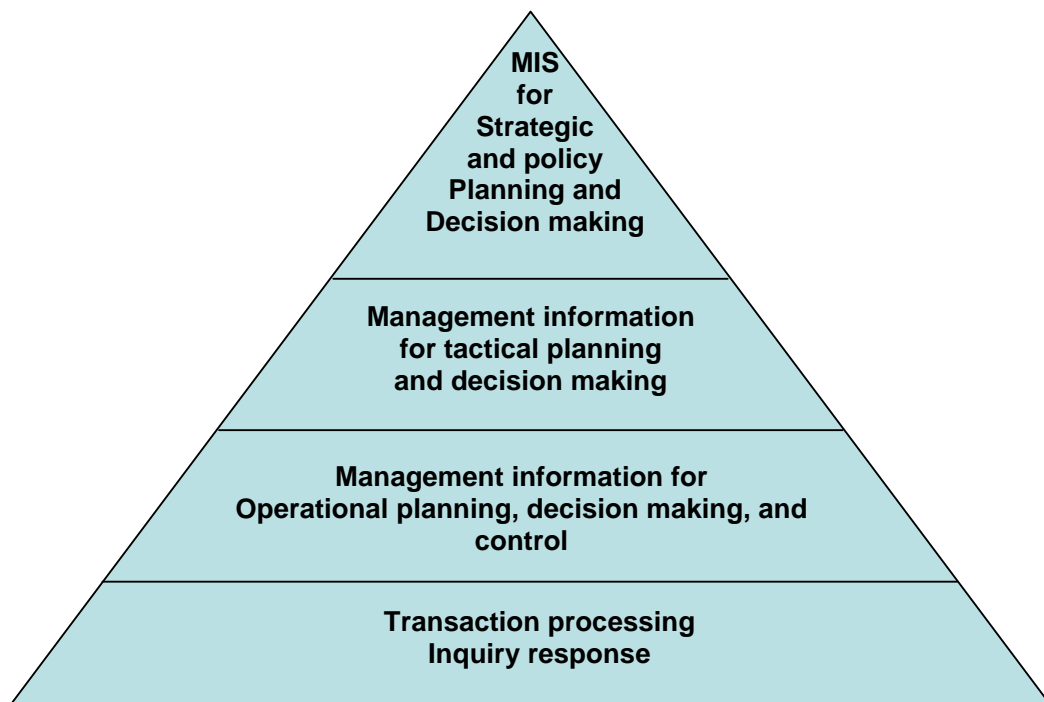 MIS
for
Strategic
and policy
Planning and
Decision making
Management information
for tactical planning
and decision making
Management information for
Operational planning, decision making, and
control
Transaction processing
Inquiry response